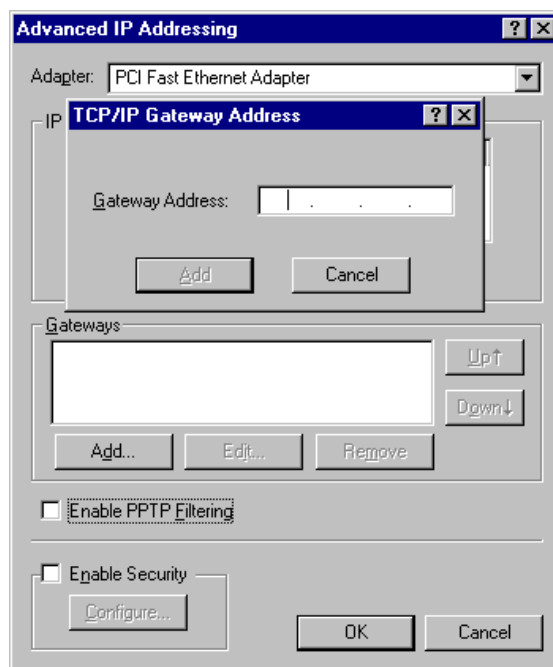 Advanced IP Addressing
Adapter: PCI Fast Ethernet Adapter
IP
TCP/IP Gateway Address
Gateway Address: . . .
Add Cancel
Gateways
Up↑
Down↓
Add... Edit... Remove
Enable PPTP Filtering
Enable Security
Configure...
OK Cancel